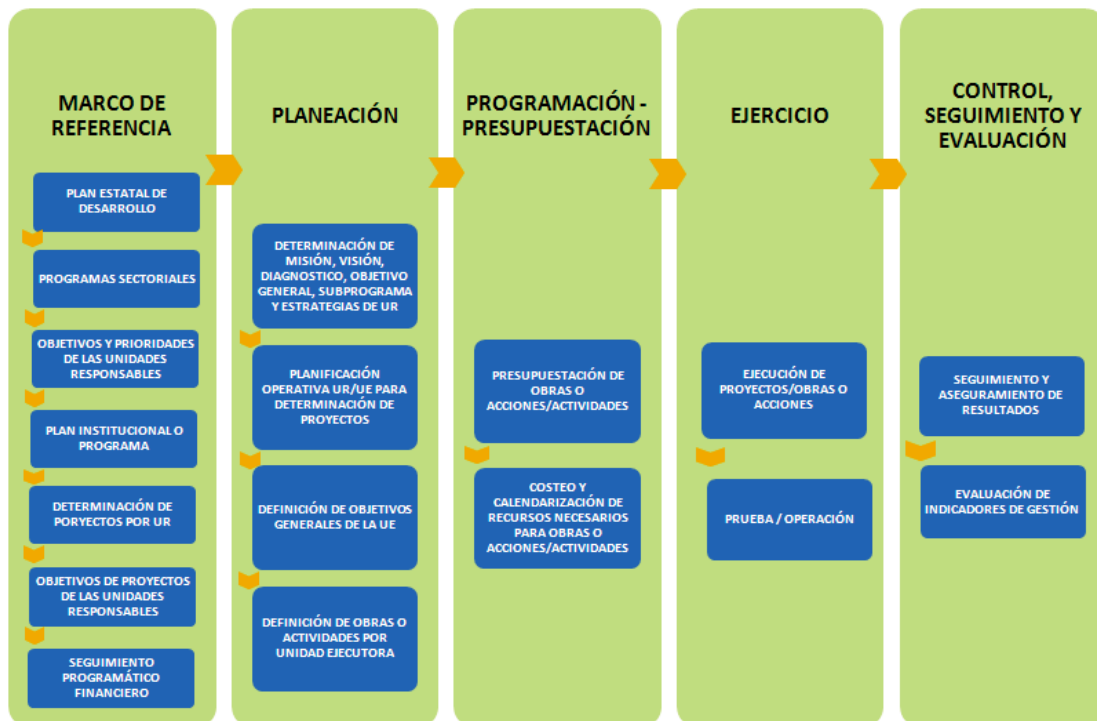 MARCO DE
REFERENCIA
PLAN ESTATAL DE
DESARROLLO
PROGRAMAS SECTORIALES
OBJETIVOS Y PRIORIDADES
DE LAS UNIDADES
RESPONSABLES
PLAN INSTITUCIONAL O
PROGRAMA
DETERMINACIÓN DE
PORYECTOS POR UR
OBJETIVOS DE PROYECTOS
DE LAS UNIDADES
RESPONSABLES
SEGUIMIENTO
PROGRAMÁTICO
FINANCIERO
PLANEACIÓN
DETERMINACIÓN DE
MISIÓN, VISIÓN,
DIAGNOSTICO, OBJETIVO
GENERAL, SUBPROGRAMA
Y ESTRATEGIAS DE UR
PLANIFICACIÓN
OPERATIVA UR/UE PARA
DETERMINACIÓN DE
PROYECTOS
DEFINICIÓN DE OBJETIVOS
GENERALES DE LA UE
DEFINICIÓN DE OBRAS O
ACTIVIDADES POR
UNIDAD EJECUTORA
PROGRAMACIÓN -
PRESUPUESTACIÓN
PRESUPUESTACIÓN DE
OBRAS O
ACCIONES/ACTIVIDADES
COSTEO Y
CALENDARIZACIÓN DE
RECURSOS NECESARIOS
PARA OBRAS O
ACCIONES/ACTIVIDADES
EJERCICIO
EJECUCIÓN DE
PROYECTOS/OBRAS O
ACCIONES
PRUEBA / OPERACIÓN
CONTROL,
SEGUIMIENTO Y
EVALUACIÓN
SEGUIMIENTO Y
ASEGURAMIENTO DE
RESULTADOS
EVALUACIÓN DE
INDICADORES DE GESTIÓN